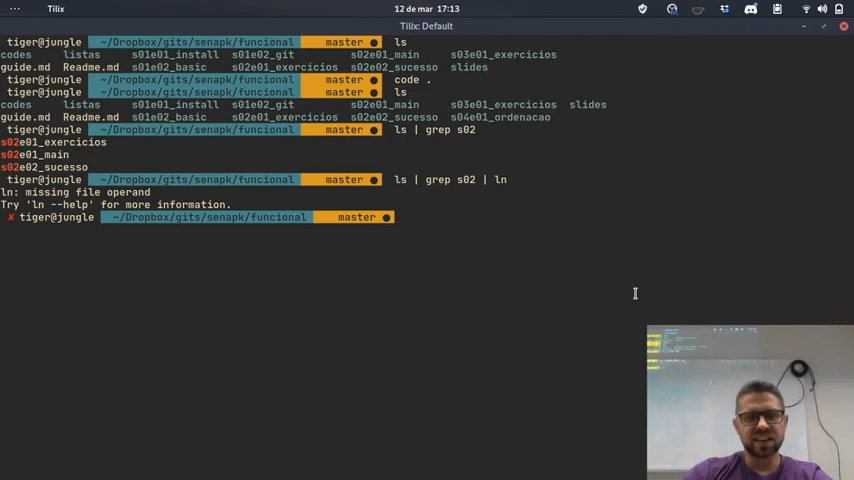 Tilix
12 de mar 17:13
Tilix: Default
tiger@jungle ~/Dropbox/gits/senapk/funcional master ● ls
codes listas s01e01_install s01e02_git s02e01_main s03e01_exercicios
guide.md Readme.md s01e02_basic s02e01_exercicios s02e02_sucesso slides
tiger@jungle ~/Dropbox/gits/senapk/funcional master ● code .
tiger@jungle ~/Dropbox/gits/senapk/funcional master ● ls
codes listas s01e01_install s01e02_git s02e01_main s03e01_exercicios slides
guide.md Readme.md s01e02_basic s02e01_exercicios s02e02_sucesso s04e01_ordenacao
tiger@jungle ~/Dropbox/gits/senapk/funcional master ● ls | grep s02
s02e01_exercicios
s02e01_main
s02e02_sucesso
tiger@jungle ~/Dropbox/gits/senapk/funcional master ● ls | grep s02 | ln
ln: missing file operand
Try 'ln --help' for more information.
✘ tiger@jungle ~/Dropbox/gits/senapk/funcional master ●